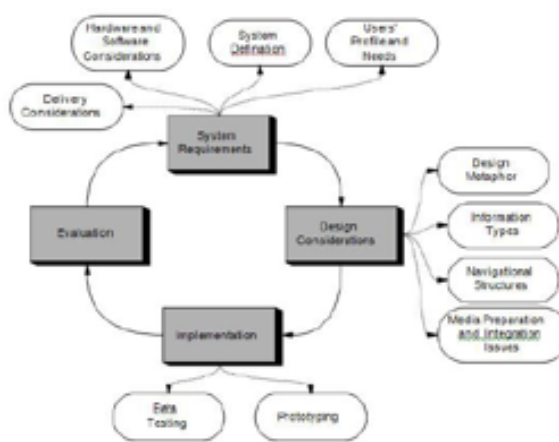 Hardware and
Software
Considerations
System
Defination
Users'
Profile and
Needs
Delivery
Considerations
System
Requirements
Design
Metaphor
Evaluation
Design
Considerations
Information
Types
Navigational
Structures
Implementation
Media Preparation
and Integration
Issues
Beta
Testing
Prototyping